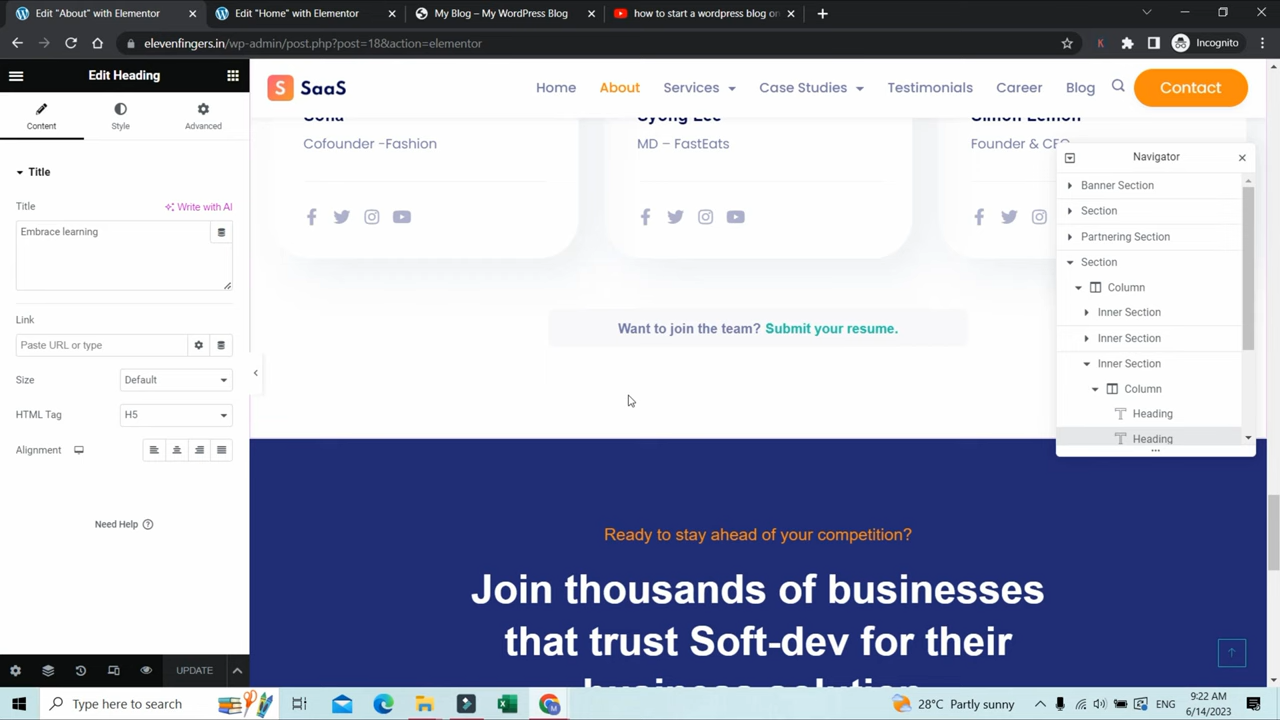 Edit "About" with Elementor
Edit "Home" with Elementor
My Blog – My WordPress Blog
how to start a wordpress blog on
elevenfingers.in/wp-admin/post.php?post=18&action=elementor
Incognito
Edit Heading
Content
Style
Advanced
Title
Title
Write with AI
Embrace learning
Link
Paste URL or type
Size
Default
HTML Tag
H5
Alignment
Need Help
UPDATE
S SaaS
Home
About
Services
Case Studies
Testimonials
Career
Blog
Contact
Gyong Lee
Simon Lemon
Cofounder -Fashion
MD – FastEats
Founder & CEO
Want to join the team? Submit your resume.
Ready to stay ahead of your competition?
Join thousands of businesses
that trust Soft-dev for their
business solution
Navigator
Banner Section
Section
Partnering Section
Section
Column
Inner Section
Inner Section
Inner Section
Column
Heading
Heading
Type here to search
28°C Partly sunny
ENG
9:22 AM
6/14/2023